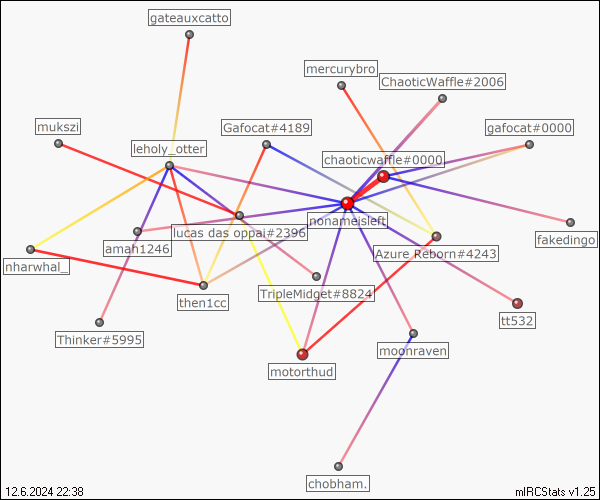 gateauxcatto
mercurybro
ChaoticWaffle#2006
mukszi
Gafocat#4189
gafocat#0000
leholy_otter
chaoticwaffle#0000
nonameisleft
lucas das oppai#2396
amah1246
Azure Reborn#4243
fakedingo
nharwhal_
then1cc
TripleMidget#8824
tt532
Thinker#5995
moonraven
motorthud
chobham.
12.6.2024 22:38
mIRCStats v1.25